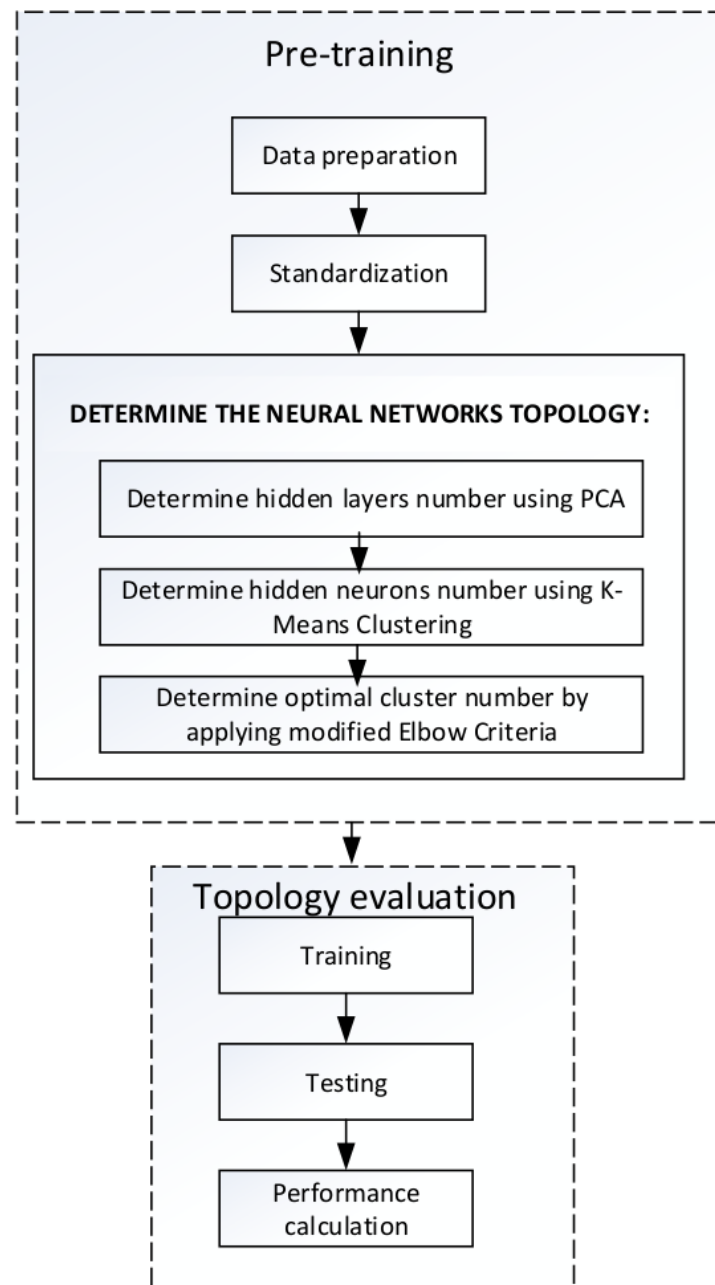 Pre-training
Data preparation
Standardization
DETERMINE THE NEURAL NETWORKS TOPOLOGY:
Determine hidden layers number using PCA
Determine hidden neurons number using K-
Means Clustering
Determine optimal cluster number by
applying modified Elbow Criteria
Topology evaluation
Training
Testing
Performance
calculation